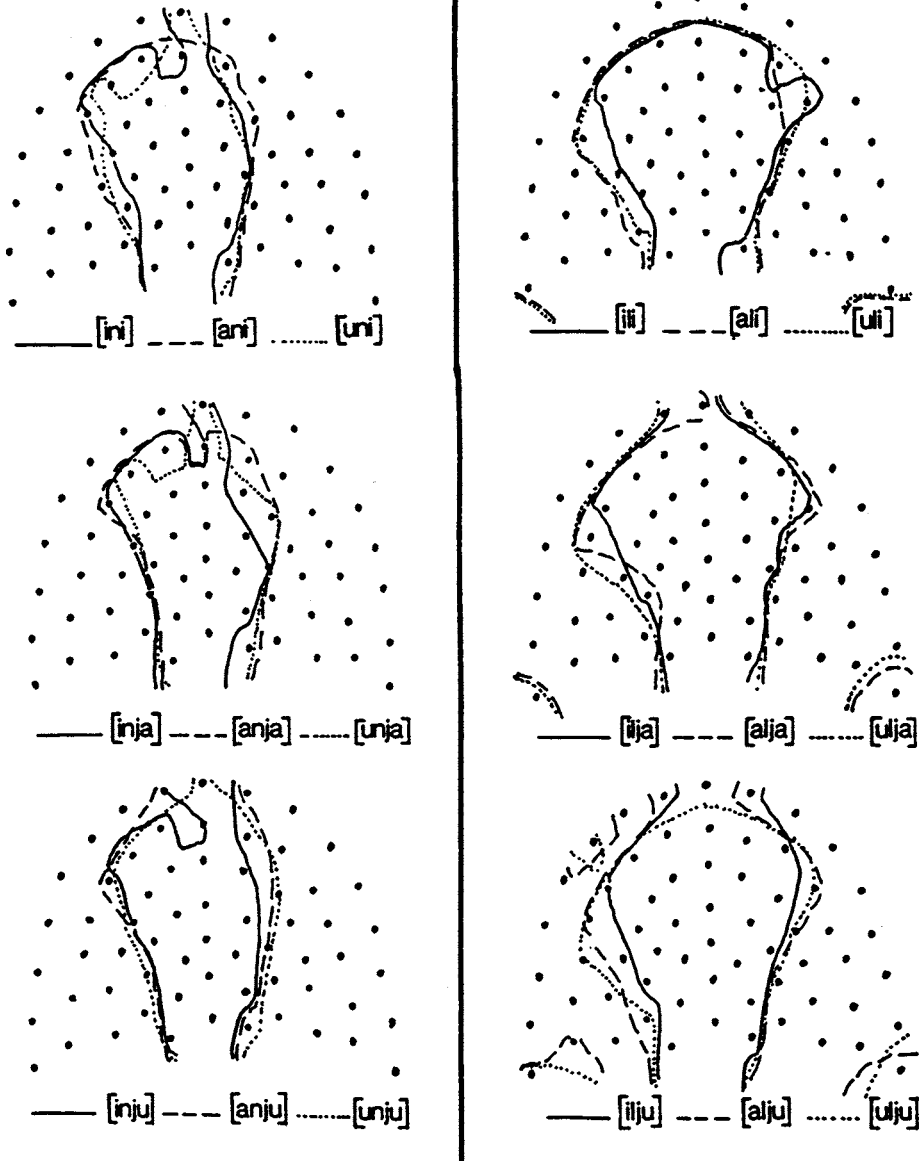 [ini] [ani] [uni]
[ili] [ali] [uli]
[inja] [anja] [unja]
[ilja] [alja] [ulja]
[inju] [anju] [unju]
[ilju] [alju] [ulju]